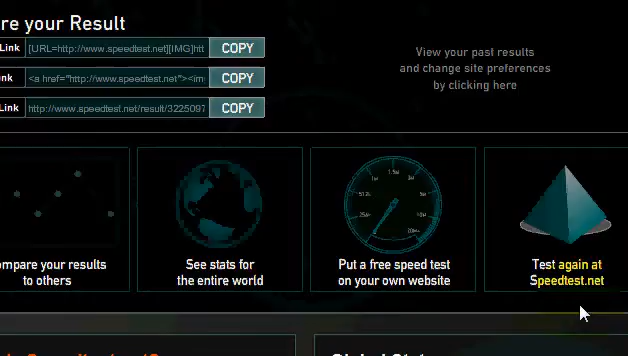 re your Result
Link [URL=http://www.speedtest.net][IMG]htt COPY
nk <a href="http://www.speedtest.net"><im COPY
Link http://www.speedtest.net/result/3225097 COPY
View your past results
and change site preferences
by clicking here
ompare your results
to others
See stats for
the entire world
Put a free speed test
on your own website
Test again at
Speedtest.net